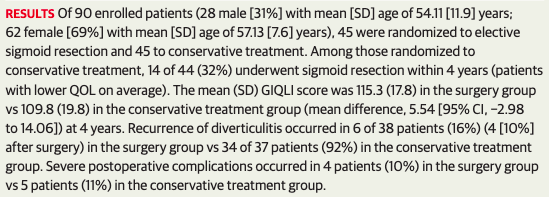 RESULTS Of 90 enrolled patients (28 male [31%] with mean [SD] age of 54.11 [11.9] years;
62 female [69%] with mean [SD] age of 57.13 [7.6] years), 45 were randomized to elective
sigmoid resection and 45 to conservative treatment. Among those randomized to
conservative treatment, 14 of 44 (32%) underwent sigmoid resection within 4 years (patients
with lower QOL on average). The mean (SD) GIQLI score was 115.3 (17.8) in the surgery group
vs 109.8 (19.8) in the conservative treatment group (mean difference, 5.54 [95% CI, −2.98
to 14.06]) at 4 years. Recurrence of diverticulitis occurred in 6 of 38 patients (16%) (4 [10%]
after surgery) in the surgery group vs 34 of 37 patients (92%) in the conservative treatment
group. Severe postoperative complications occurred in 4 patients (10%) in the surgery group
vs 5 patients (11%) in the conservative treatment group.